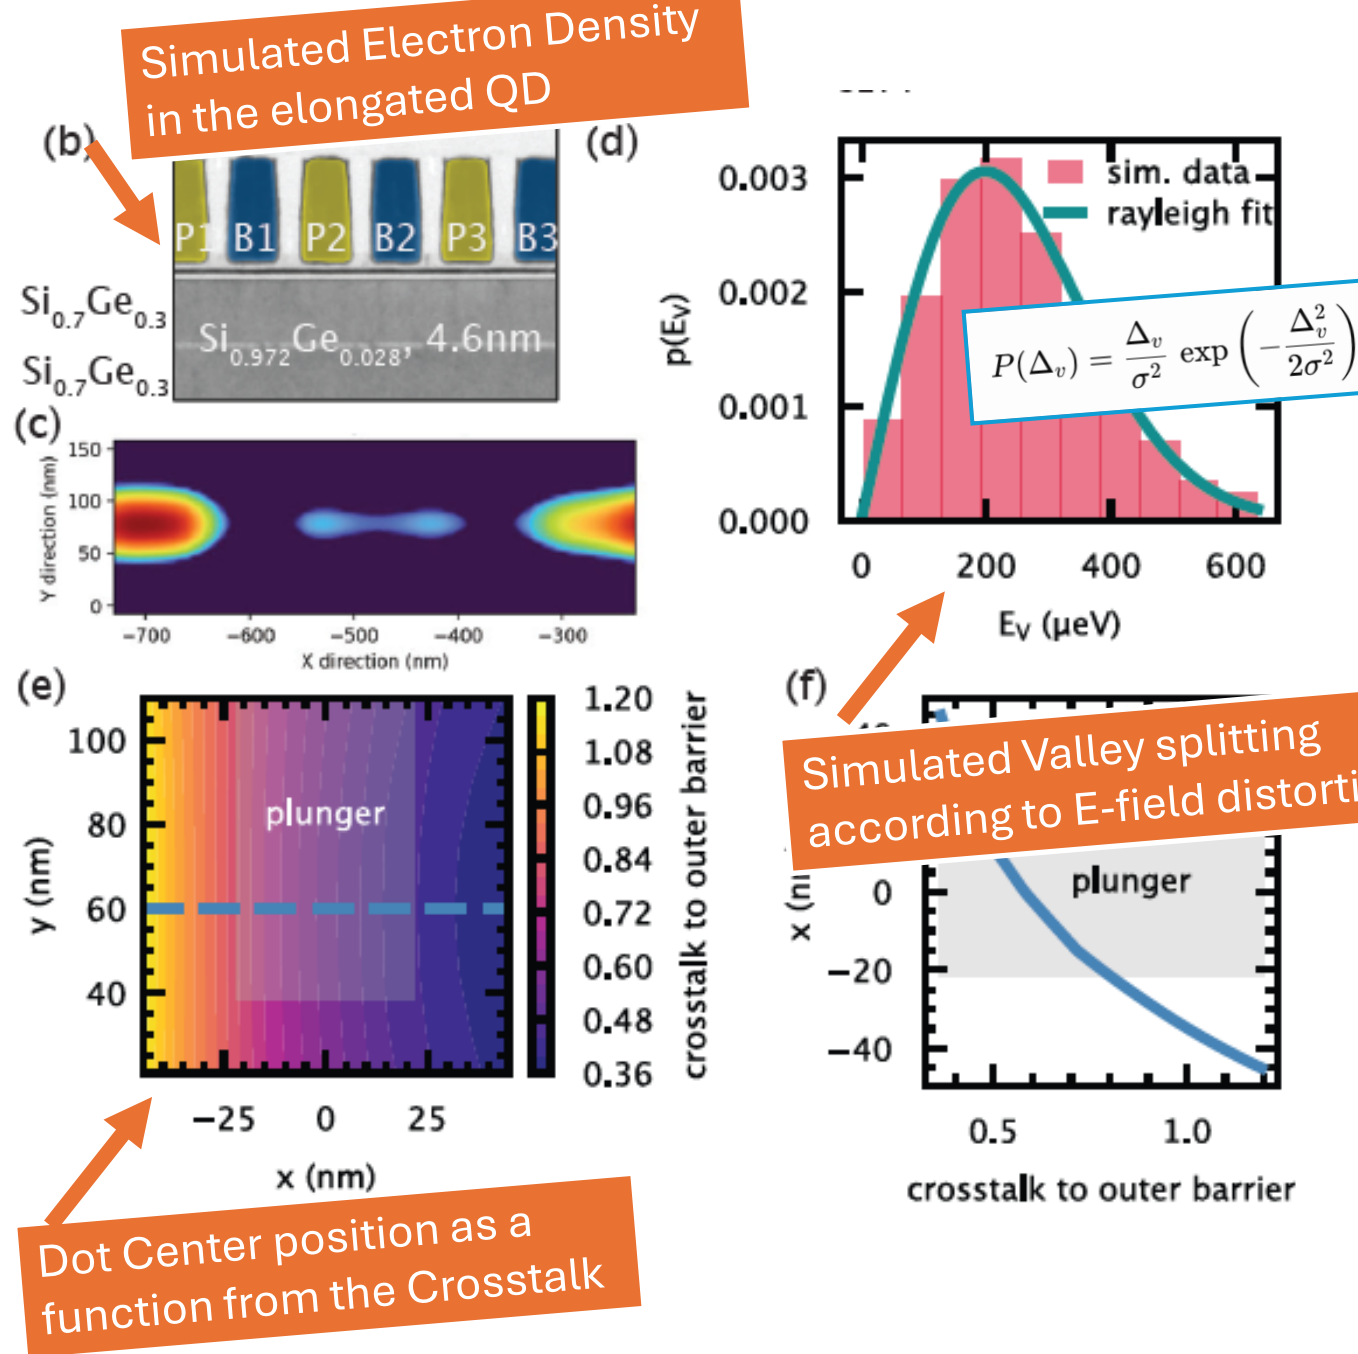 Simulated Electron Density
in the elongated QD
(b)
P1 B1 P2 B2 P3 B3
Si0.7Ge0.3
Si0.972Ge0.028, 4.6nm
Si0.7Ge0.3
(c)
Y direction (nm)
150
100
50
0
−700 −600 −500 −400 −300
X direction (nm)
(d)
p(EV)
0.003
0.002
0.001
0.000
sim. data
rayleigh fit
P(Δv) = Δv/σ² exp(−Δv²/2σ²)
0 200 400 600
EV (μeV)
(e)
y (nm)
100
80
60
40
plunger
−25 0 25
x (nm)
1.20
1.08
0.96
0.84
0.72
0.60
0.48
0.36
crosstalk to outer barrier
(f)
Simulated Valley splitting
according to E-field
plunger
0
−20
−40
0.5 1.0
crosstalk to outer barrier
Dot Center position as a
function from the Crosstalk